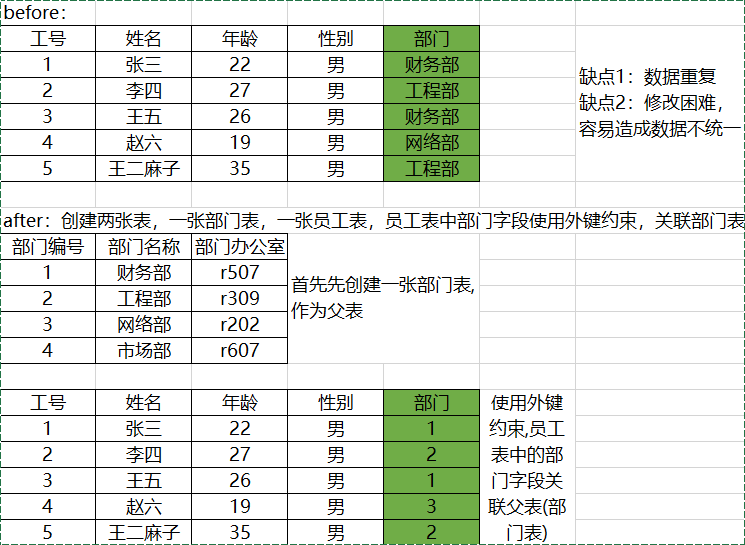 before：
工号 姓名 年龄 性别 部门
1 张三 22 男 财务部
2 李四 27 男 工程部
3 王五 26 男 财务部
4 赵六 19 男 网络部
5 王二麻子 35 男 工程部
缺点1：数据重复
缺点2：修改困难，
容易造成数据不统一
after：创建两张表，一张部门表，一张员工表，员工表中部门字段使用外键约束，关联部门表
部门编号 部门名称 部门办公室
1 财务部 r507
2 工程部 r309
3 网络部 r202
4 市场部 r607
首先先创建一张部门表,
作为父表
工号 姓名 年龄 性别 部门
1 张三 22 男 1
2 李四 27 男 2
3 王五 26 男 1
4 赵六 19 男 3
5 王二麻子 35 男 2
使用外键
约束,员工
表中的部
门字段关
联父表(部
门表)